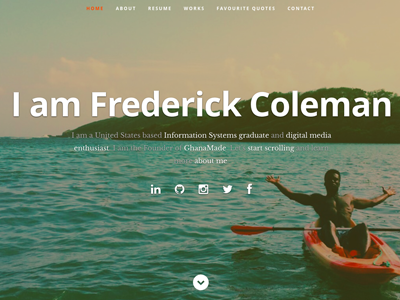 HOME ABOUT RESUME WORKS FAVOURITE QUOTES CONTACT
I am Frederick Coleman
I am a United States based Information Systems graduate and digital media
enthusiast. I am the Founder of GhanaMade. Let's start scrolling and learn
more about me.